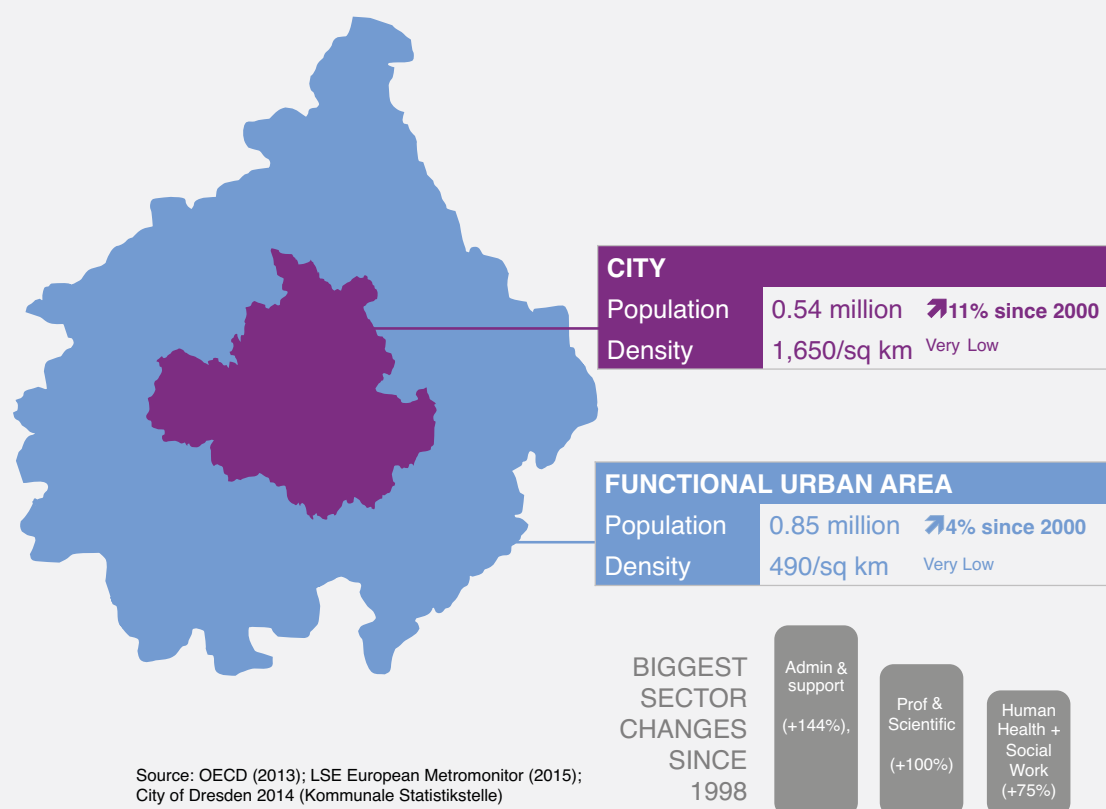 CITY
Population 0.54 million ↗11% since 2000
Density 1,650/sq km Very Low
FUNCTIONAL URBAN AREA
Population 0.85 million ↗4% since 2000
Density 490/sq km Very Low
BIGGEST
SECTOR
CHANGES
SINCE
1998
Admin &
support
(+144%),
Prof &
Scientific
(+100%)
Human
Health +
Social
Work
(+75%)
Source: OECD (2013); LSE European Metromonitor (2015);
City of Dresden 2014 (Kommunale Statistikstelle)